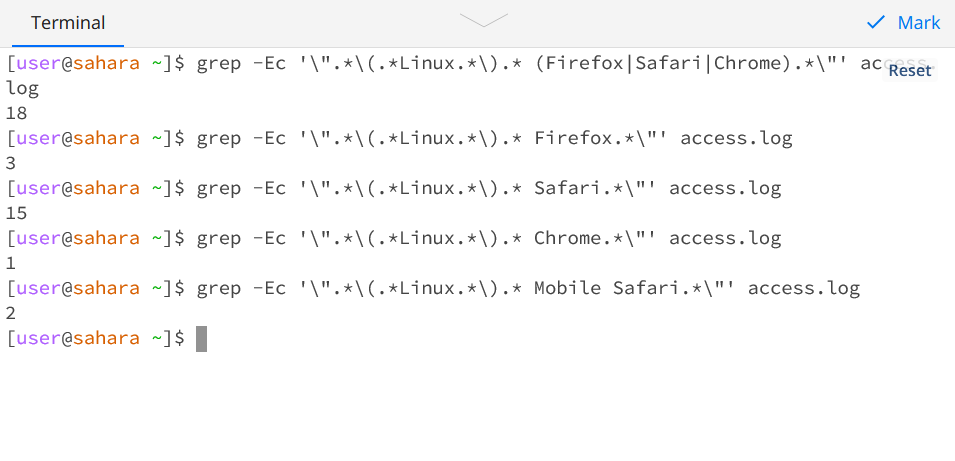 Terminal
Mark
[user@sahara ~]$ grep -Ec '\".*\(.*Linux.*\).* (Firefox|Safari|Chrome).*\"' access.
Reset
log
18
[user@sahara ~]$ grep -Ec '\".*\(.*Linux.*\).* Firefox.*\"' access.log
3
[user@sahara ~]$ grep -Ec '\".*\(.*Linux.*\).* Safari.*\"' access.log
15
[user@sahara ~]$ grep -Ec '\".*\(.*Linux.*\).* Chrome.*\"' access.log
1
[user@sahara ~]$ grep -Ec '\".*\(.*Linux.*\).* Mobile Safari.*\"' access.log
2
[user@sahara ~]$